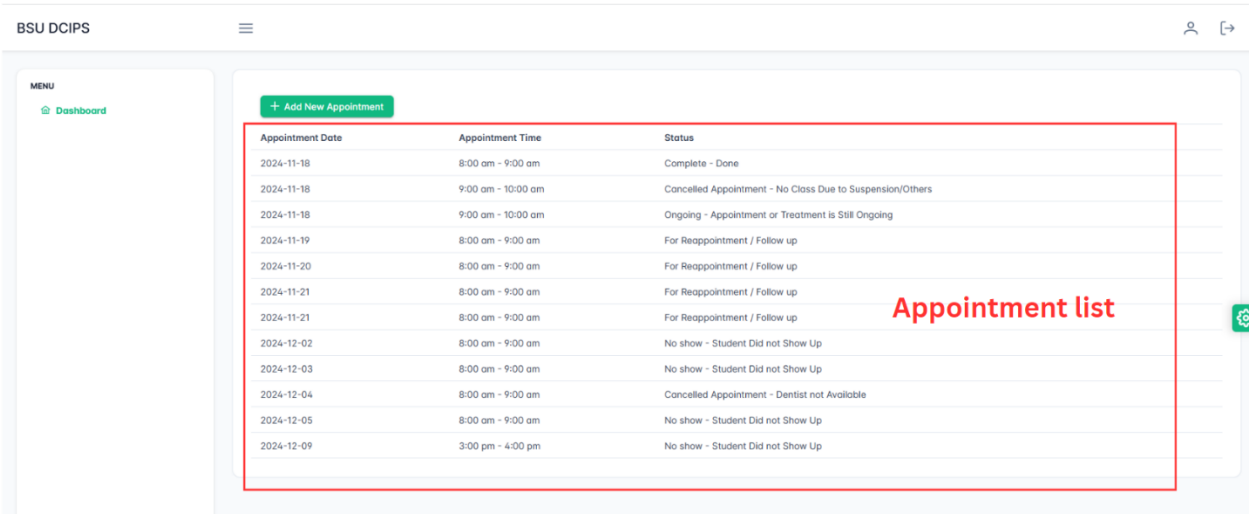 BSU DCIPS
MENU
Dashboard
+ Add New Appointment
Appointment Date Appointment Time Status
2024-11-18 8:00 am - 9:00 am Complete - Done
2024-11-18 9:00 am - 10:00 am Cancelled Appointment - No Class Due to Suspension/Others
2024-11-18 9:00 am - 10:00 am Ongoing - Appointment or Treatment is Still Ongoing
2024-11-19 8:00 am - 9:00 am For Reappointment / Follow up
2024-11-20 8:00 am - 9:00 am For Reappointment / Follow up
2024-11-21 8:00 am - 9:00 am For Reappointment / Follow up
2024-11-21 8:00 am - 9:00 am For Reappointment / Follow up
Appointment list
2024-12-02 8:00 am - 9:00 am No show - Student Did not Show Up
2024-12-03 8:00 am - 9:00 am No show - Student Did not Show Up
2024-12-04 8:00 am - 9:00 am Cancelled Appointment - Dentist not Available
2024-12-05 8:00 am - 9:00 am No show - Student Did not Show Up
2024-12-09 3:00 pm - 4:00 pm No show - Student Did not Show Up